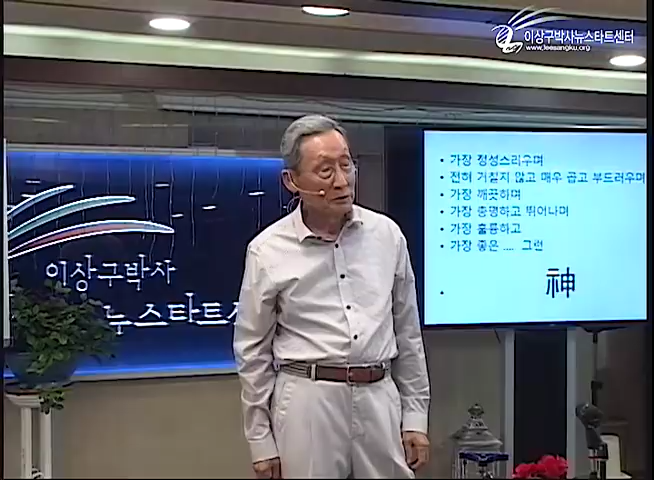 이상구박사뉴스타트센터
www.leesangku.org
• 가장 정성스러우며
• 전혀 거칠지 않고 매우 곱고 부드러우며
• 가장 깨끗하며
• 가장 총명하고 뛰어나며
• 가장 훌륭하고
• 가장 좋은 .... 그런
• 神
이상구박사
뉴스타트